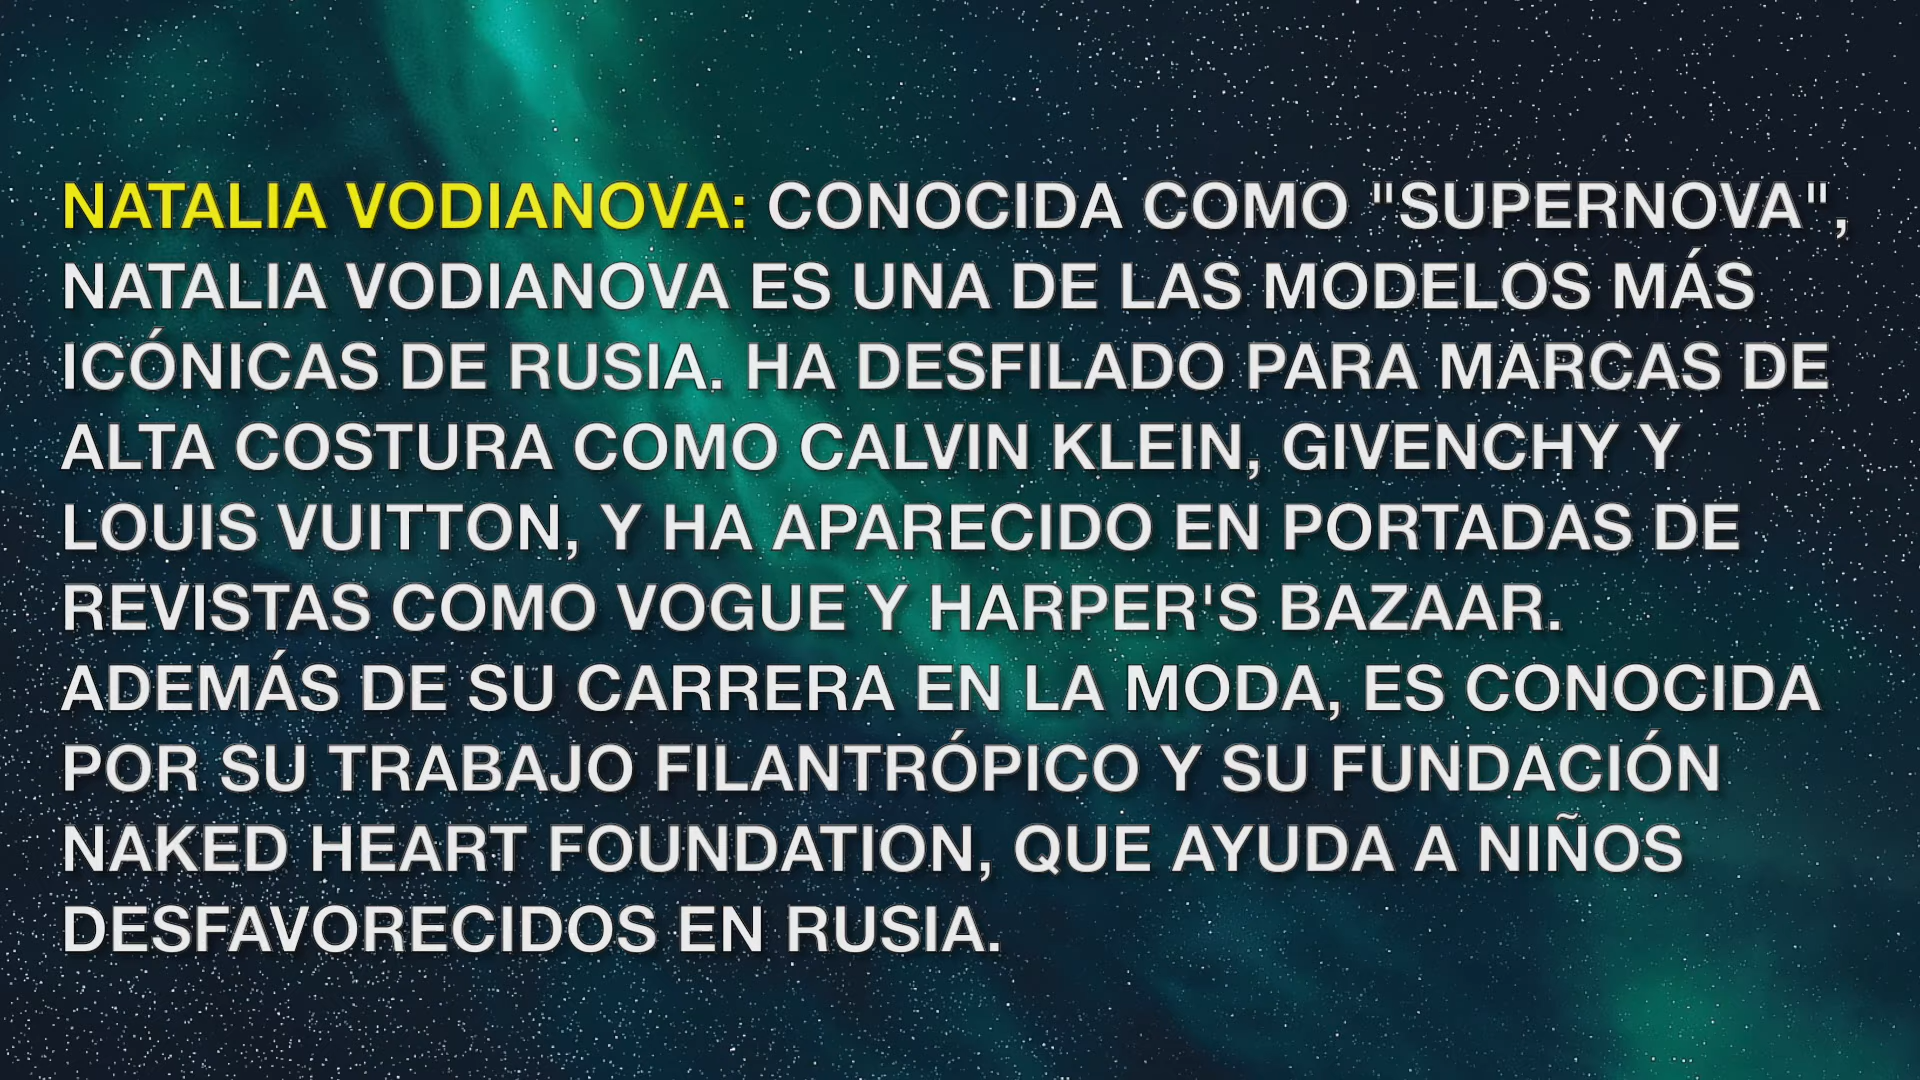 NATALIA VODIANOVA: CONOCIDA COMO "SUPERNOVA",
NATALIA VODIANOVA ES UNA DE LAS MODELOS MÁS
ICÓNICAS DE RUSIA. HA DESFILADO PARA MARCAS DE
ALTA COSTURA COMO CALVIN KLEIN, GIVENCHY Y
LOUIS VUITTON, Y HA APARECIDO EN PORTADAS DE
REVISTAS COMO VOGUE Y HARPER'S BAZAAR.
ADEMÁS DE SU CARRERA EN LA MODA, ES CONOCIDA
POR SU TRABAJO FILANTRÓPICO Y SU FUNDACIÓN
NAKED HEART FOUNDATION, QUE AYUDA A NIÑOS
DESFAVORECIDOS EN RUSIA.